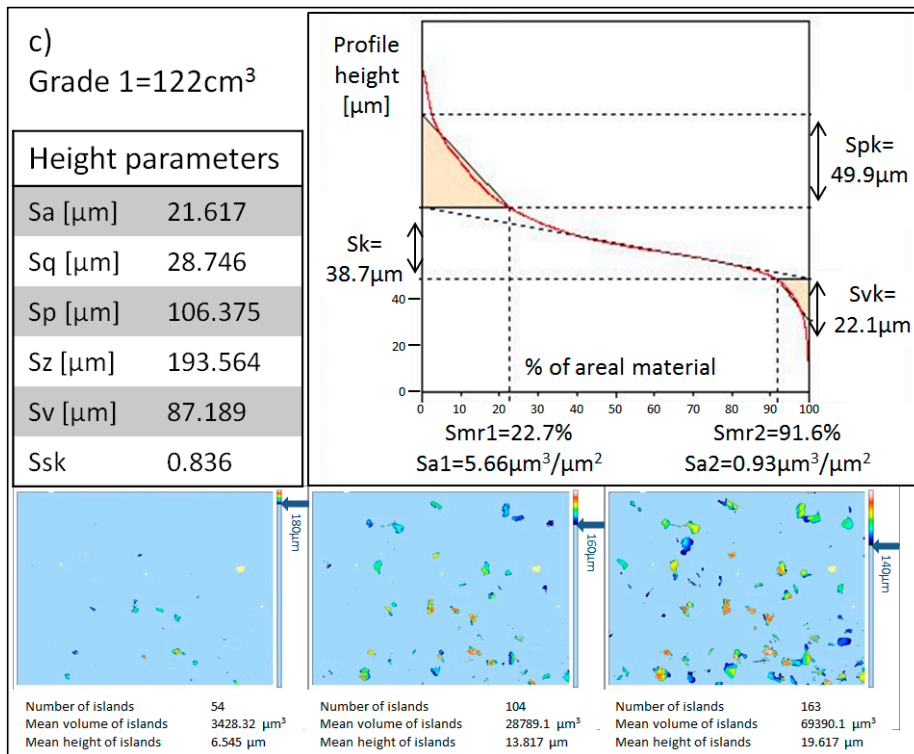 c)
Grade 1=122cm³
Height parameters
Sa [µm] 21.617
Sq [µm] 28.746
Sp [µm] 106.375
Sz [µm] 193.564
Sv [µm] 87.189
Ssk 0.836
Profile
height
[µm]
Spk=
49.9µm
Sk=
38.7µm
Svk=
22.1µm
40
20
0
% of areal material
0 10 20 30 40 50 60 70 80 90 100
Smr1=22.7% Smr2=91.6%
Sa1=5.66µm³/µm² Sa2=0.93µm³/µm²
180µm
160µm
140µm
Number of islands 54
Mean volume of islands 3428.32 µm³
Mean height of islands 6.545 µm
Number of islands 104
Mean volume of islands 28789.1 µm³
Mean height of islands 13.817 µm
Number of islands 163
Mean volume of islands 69390.1 µm³
Mean height of islands 19.617 µm